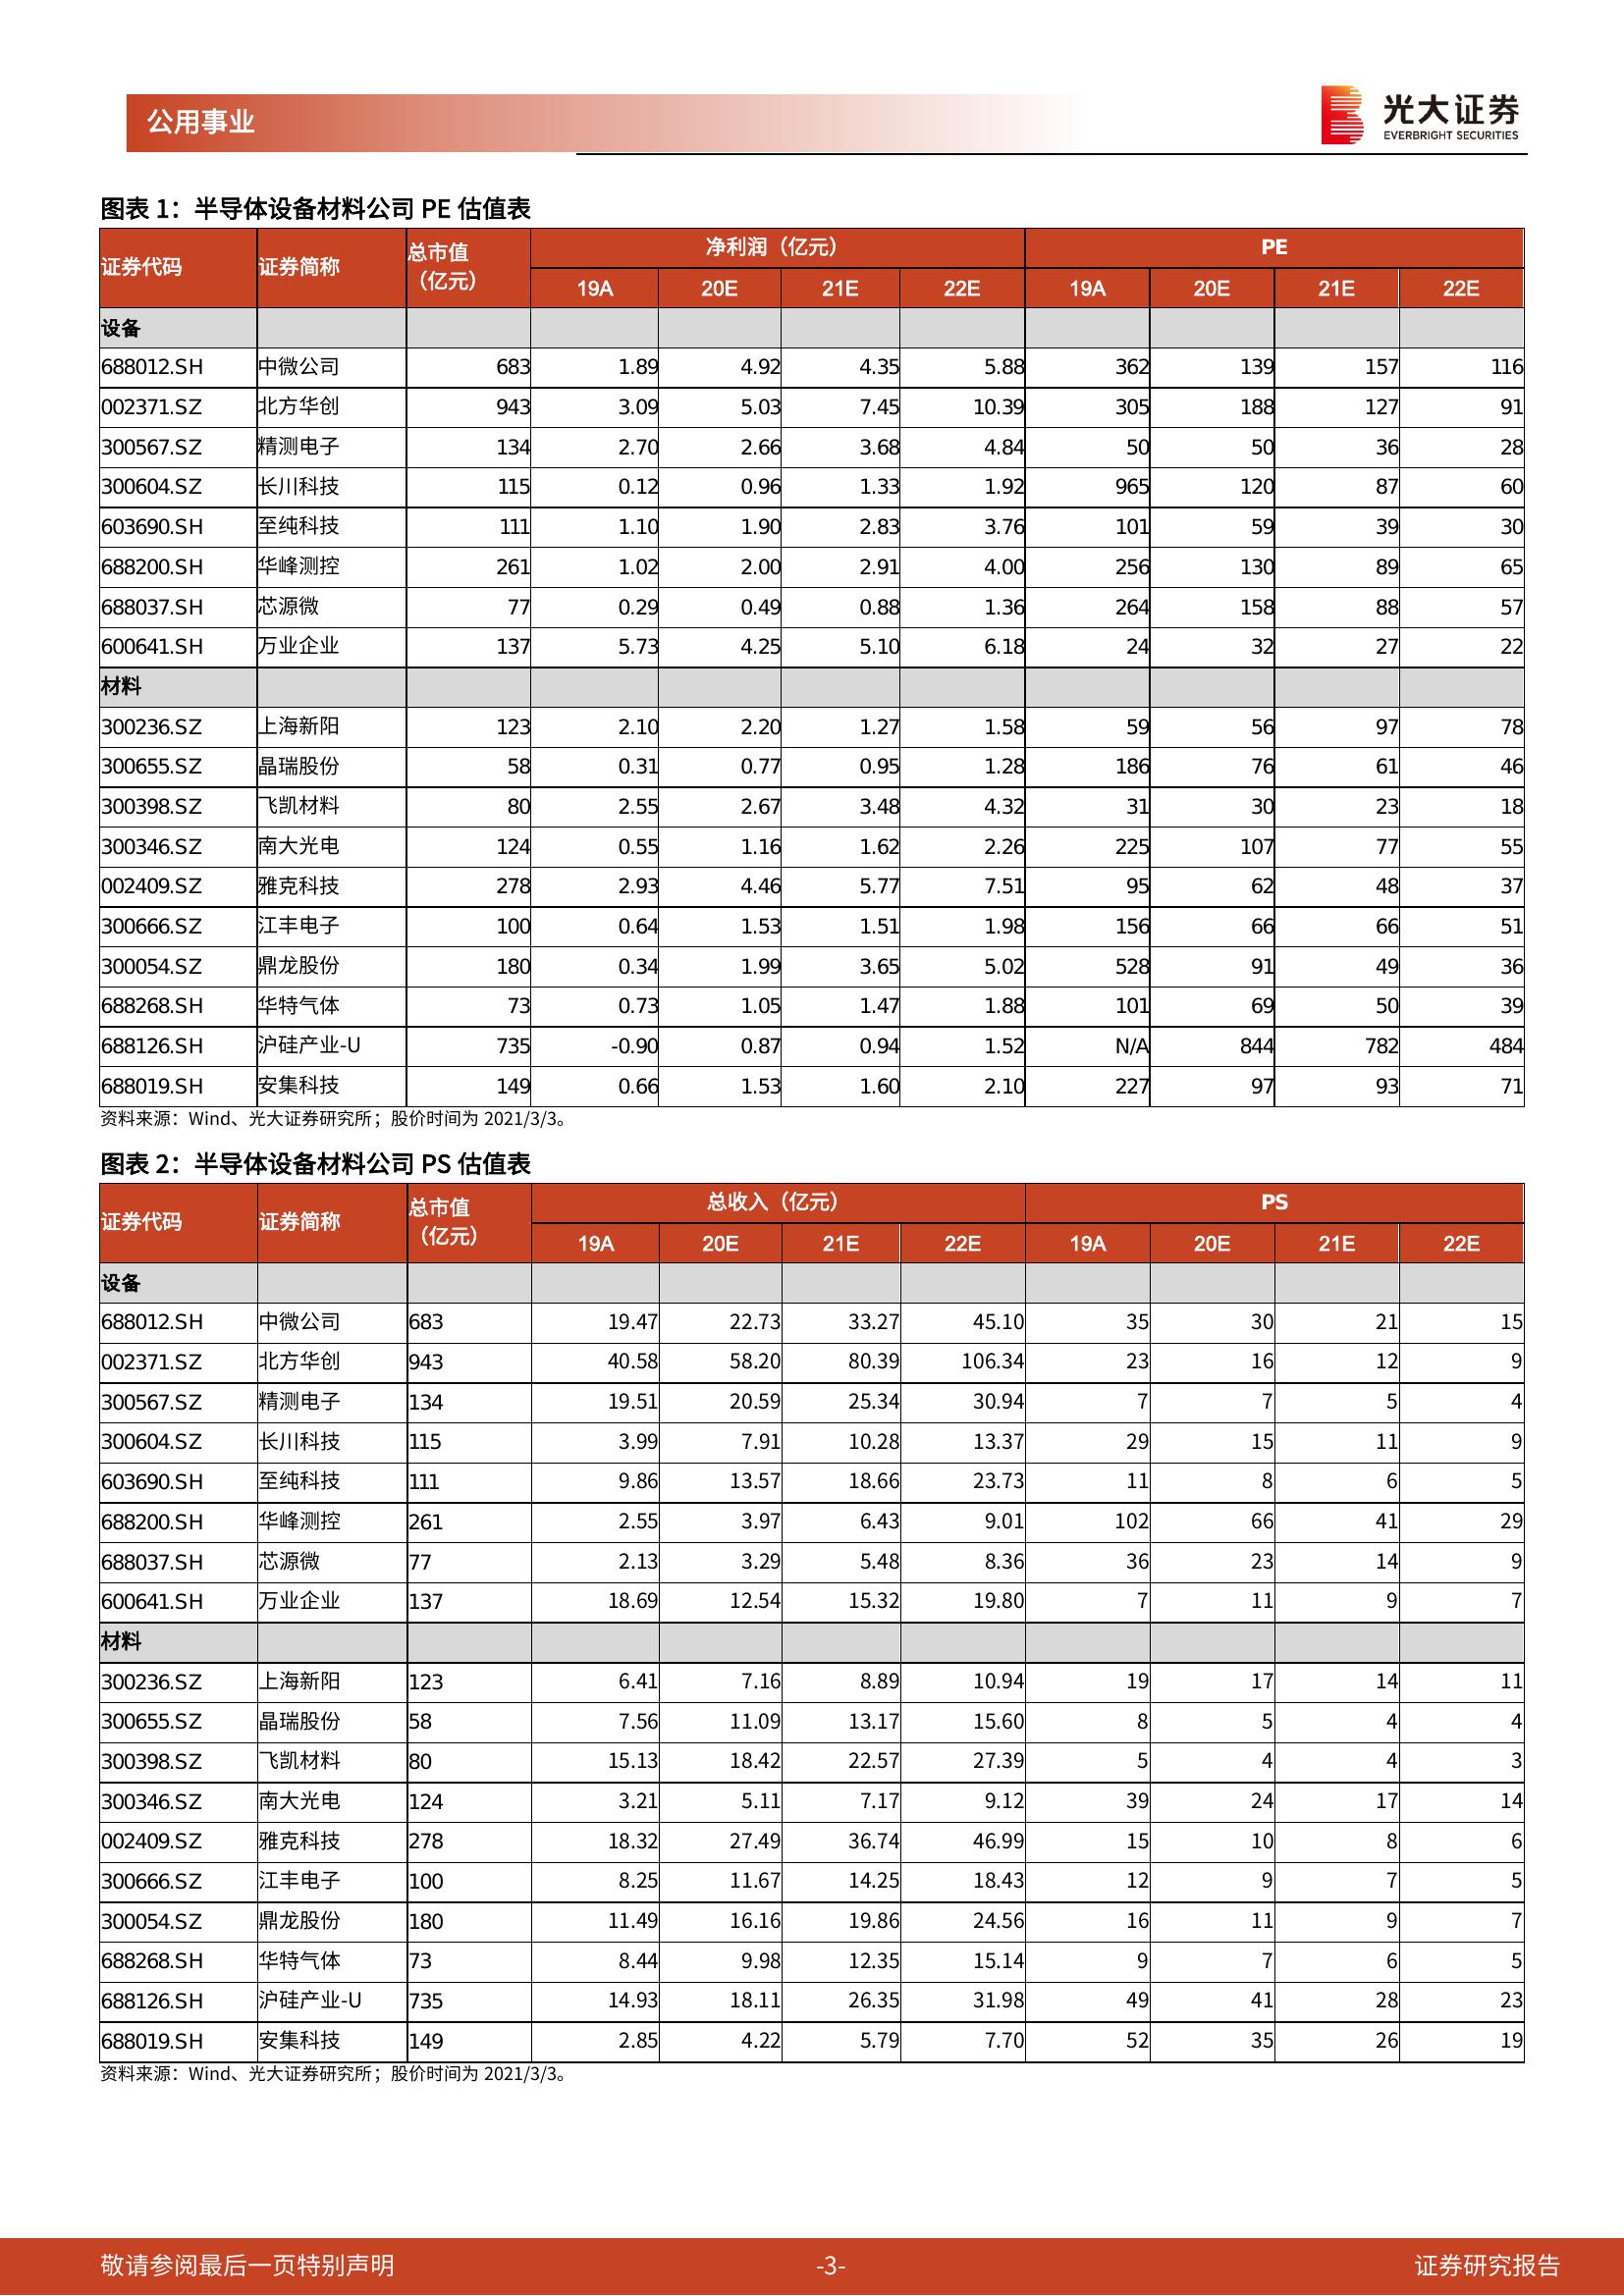 公用事业
光大证券
EVERBRIGHT SECURITIES
图表 1：半导体设备材料公司 PE 估值表
证券代码 证券简称 总市值（亿元） 净利润（亿元） PE
19A 20E 21E 22E 19A 20E 21E 22E
设备
688012.SH 中微公司 683 1.89 4.92 4.35 5.88 362 139 157 116
002371.SZ 北方华创 943 3.09 5.03 7.45 10.39 305 188 127 91
300567.SZ 精测电子 134 2.70 2.66 3.68 4.84 50 50 36 28
300604.SZ 长川科技 115 0.12 0.96 1.33 1.92 965 120 87 60
603690.SH 至纯科技 111 1.10 1.90 2.83 3.76 101 59 39 30
688200.SH 华峰测控 261 1.02 2.00 2.91 4.00 256 130 89 65
688037.SH 芯源微 77 0.29 0.49 0.88 1.36 264 158 88 57
600641.SH 万业企业 137 5.73 4.25 5.10 6.18 24 32 27 22
材料
300236.SZ 上海新阳 123 2.10 2.20 1.27 1.58 59 56 97 78
300655.SZ 晶瑞股份 58 0.31 0.77 0.95 1.28 186 76 61 46
300398.SZ 飞凯材料 80 2.55 2.67 3.48 4.32 31 30 23 18
300346.SZ 南大光电 124 0.55 1.16 1.62 2.26 225 107 77 55
002409.SZ 雅克科技 278 2.93 4.46 5.77 7.51 95 62 48 37
300666.SZ 江丰电子 100 0.64 1.53 1.51 1.98 156 66 66 51
300054.SZ 鼎龙股份 180 0.34 1.99 3.65 5.02 528 91 49 36
688268.SH 华特气体 73 0.73 1.05 1.47 1.88 101 69 50 39
688126.SH 沪硅产业-U 735 -0.90 0.87 0.94 1.52 N/A 844 782 484
688019.SH 安集科技 149 0.66 1.53 1.60 2.10 227 97 93 71
资料来源：Wind、光大证券研究所；股价时间为 2021/3/3。
图表 2：半导体设备材料公司 PS 估值表
证券代码 证券简称 总市值（亿元） 总收入（亿元） PS
19A 20E 21E 22E 19A 20E 21E 22E
设备
688012.SH 中微公司 683 19.47 22.73 33.27 45.10 35 30 21 15
002371.SZ 北方华创 943 40.58 58.20 80.39 106.34 23 16 12 9
300567.SZ 精测电子 134 19.51 20.59 25.34 30.94 7 7 5 4
300604.SZ 长川科技 115 3.99 7.91 10.28 13.37 29 15 11 9
603690.SH 至纯科技 111 9.86 13.57 18.66 23.73 11 8 6 5
688200.SH 华峰测控 261 2.55 3.97 6.43 9.01 102 66 41 29
688037.SH 芯源微 77 2.13 3.29 5.48 8.36 36 23 14 9
600641.SH 万业企业 137 18.69 12.54 15.32 19.80 7 11 9 7
材料
300236.SZ 上海新阳 123 6.41 7.16 8.89 10.94 19 17 14 11
300655.SZ 晶瑞股份 58 7.56 11.09 13.17 15.60 8 5 4 4
300398.SZ 飞凯材料 80 15.13 18.42 22.57 27.39 5 4 4 3
300346.SZ 南大光电 124 3.21 5.11 7.17 9.12 39 24 17 14
002409.SZ 雅克科技 278 18.32 27.49 36.74 46.99 15 10 8 6
300666.SZ 江丰电子 100 8.25 11.67 14.25 18.43 12 9 7 5
300054.SZ 鼎龙股份 180 11.49 16.16 19.86 24.56 16 11 9 7
688268.SH 华特气体 73 8.44 9.98 12.35 15.14 9 7 6 5
688126.SH 沪硅产业-U 735 14.93 18.11 26.35 31.98 49 41 28 23
688019.SH 安集科技 149 2.85 4.22 5.79 7.70 52 35 26 19
资料来源：Wind、光大证券研究所；股价时间为 2021/3/3。
敬请参阅最后一页特别声明 -3- 证券研究报告